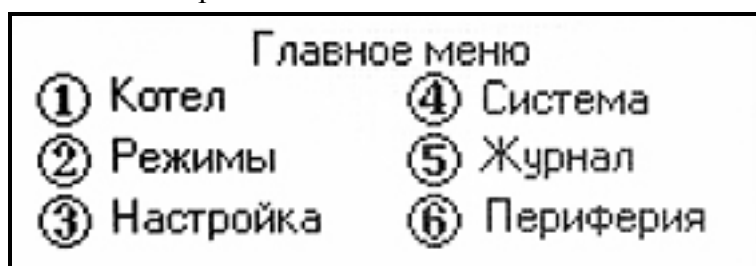 Главное меню
① Котел ④ Система
② Режимы ⑤ Журнал
③ Настройка ⑥ Периферия